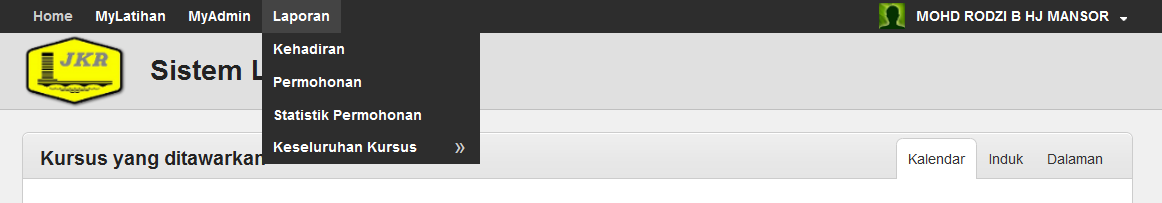 Home MyLatihan MyAdmin Laporan MOHD RODZI B HJ MANSOR
Kehadiran
Permohonan
Statistik Permohonan
Keseluruhan Kursus »
JKR
Sistem L
Kursus yang ditawarkan
Kalendar Induk Dalaman